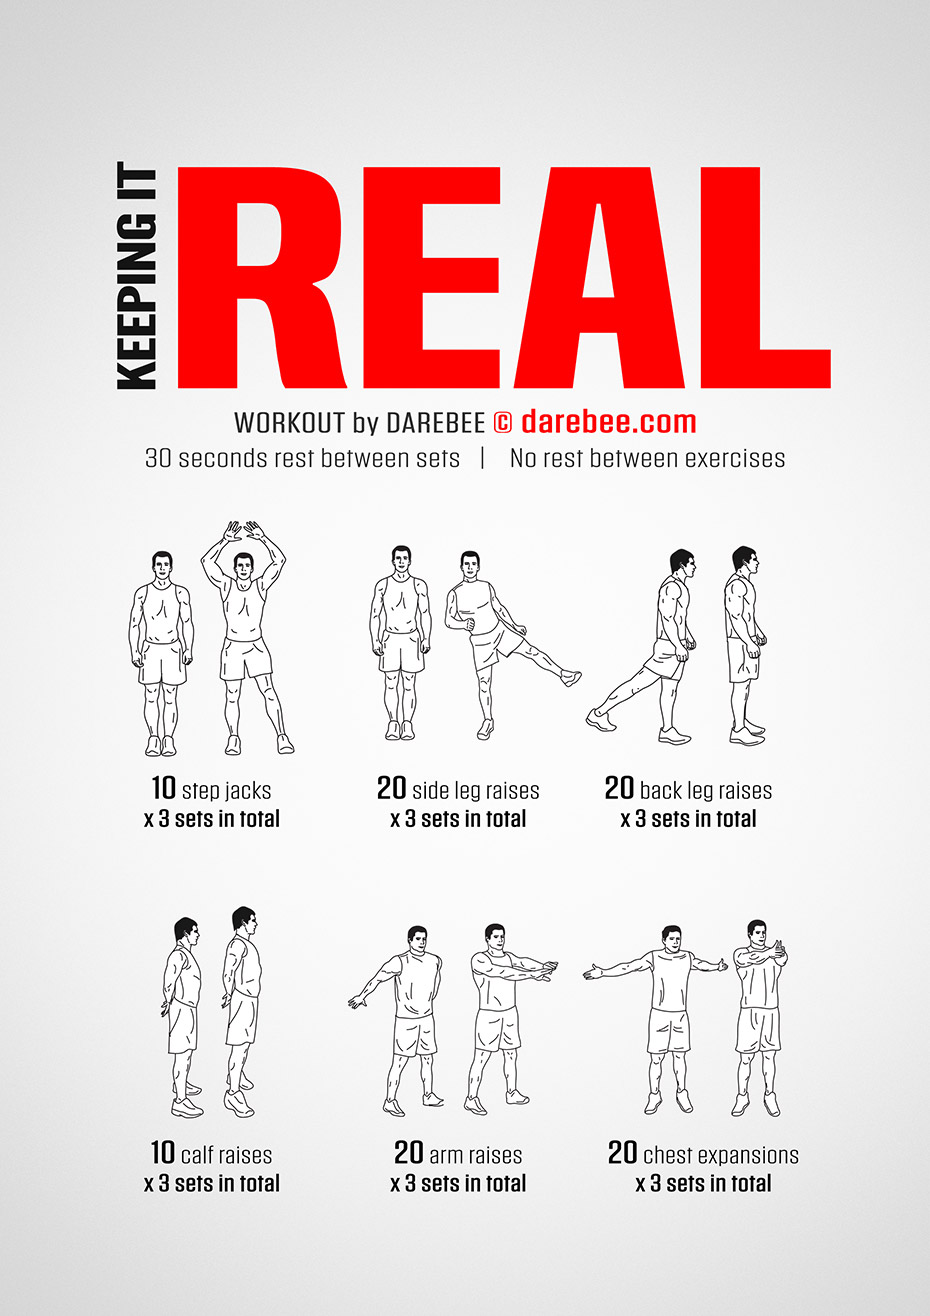 KEEPING IT
REAL
WORKOUT by DAREBEE © darebee.com
30 seconds rest between sets | No rest between exercises
10 step jacks
x 3 sets in total
20 side leg raises
x 3 sets in total
20 back leg raises
x 3 sets in total
10 calf raises
x 3 sets in total
20 arm raises
x 3 sets in total
20 chest expansions
x 3 sets in total